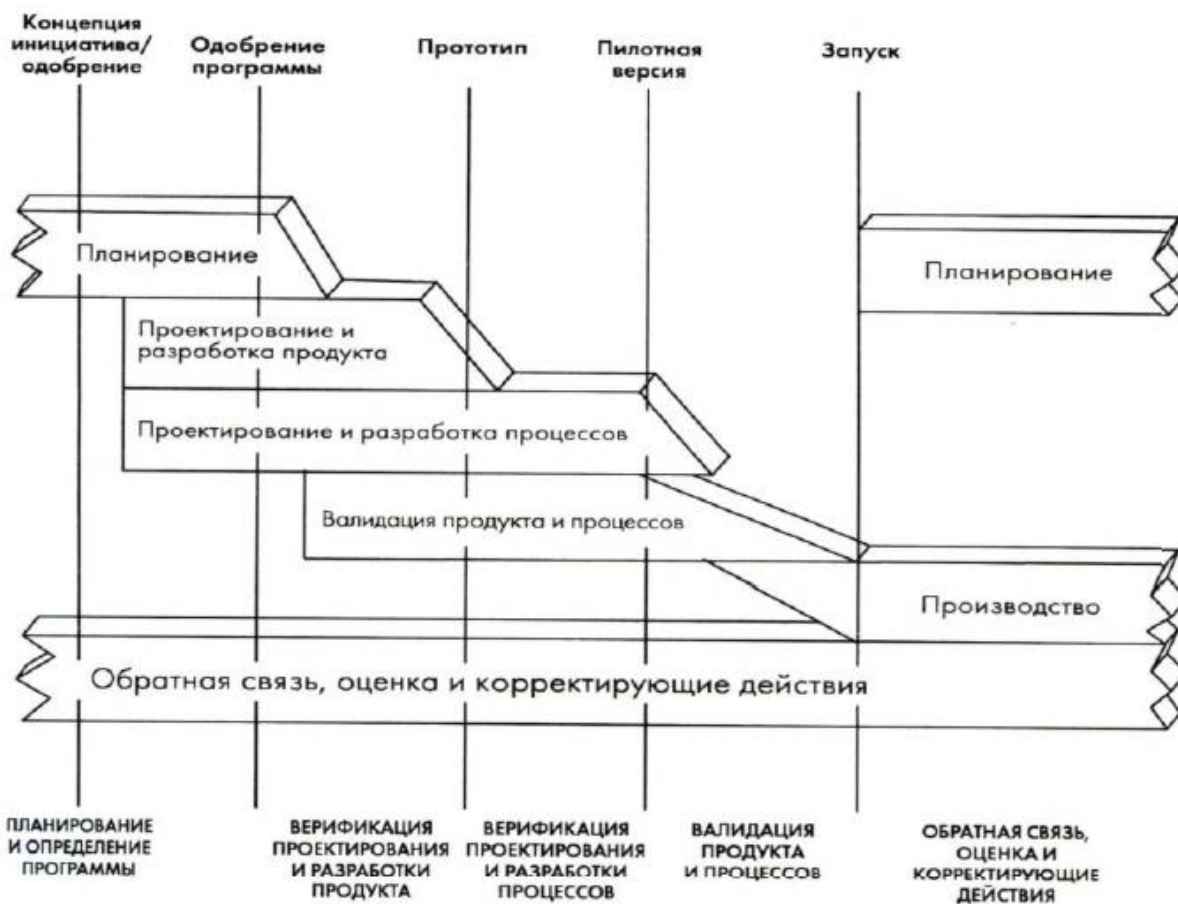 Концепция
инициатива/
одобрение
Одобрение
программы
Прототип
Пилотная
версия
Запуск
Планирование
Планирование
Проектирование и
разработка продукта
Проектирование и разработка процессов
Валидация продукта и процессов
Производство
Обратная связь, оценка и корректирующие действия
ПЛАНИРОВАНИЕ
И ОПРЕДЕЛЕНИЕ
ПРОГРАММЫ
ВЕРИФИКАЦИЯ
ПРОЕКТИРОВАНИЯ
И РАЗРАБОТКИ
ПРОДУКТА
ВЕРИФИКАЦИЯ
ПРОЕКТИРОВАНИЯ
И РАЗРАБОТКИ
ПРОЦЕССОВ
ВАЛИДАЦИЯ
ПРОДУКТА
И ПРОЦЕССОВ
ОБРАТНАЯ СВЯЗЬ,
ОЦЕНКА И
КОРРЕКТИРУЮЩИЕ
ДЕЙСТВИЯ